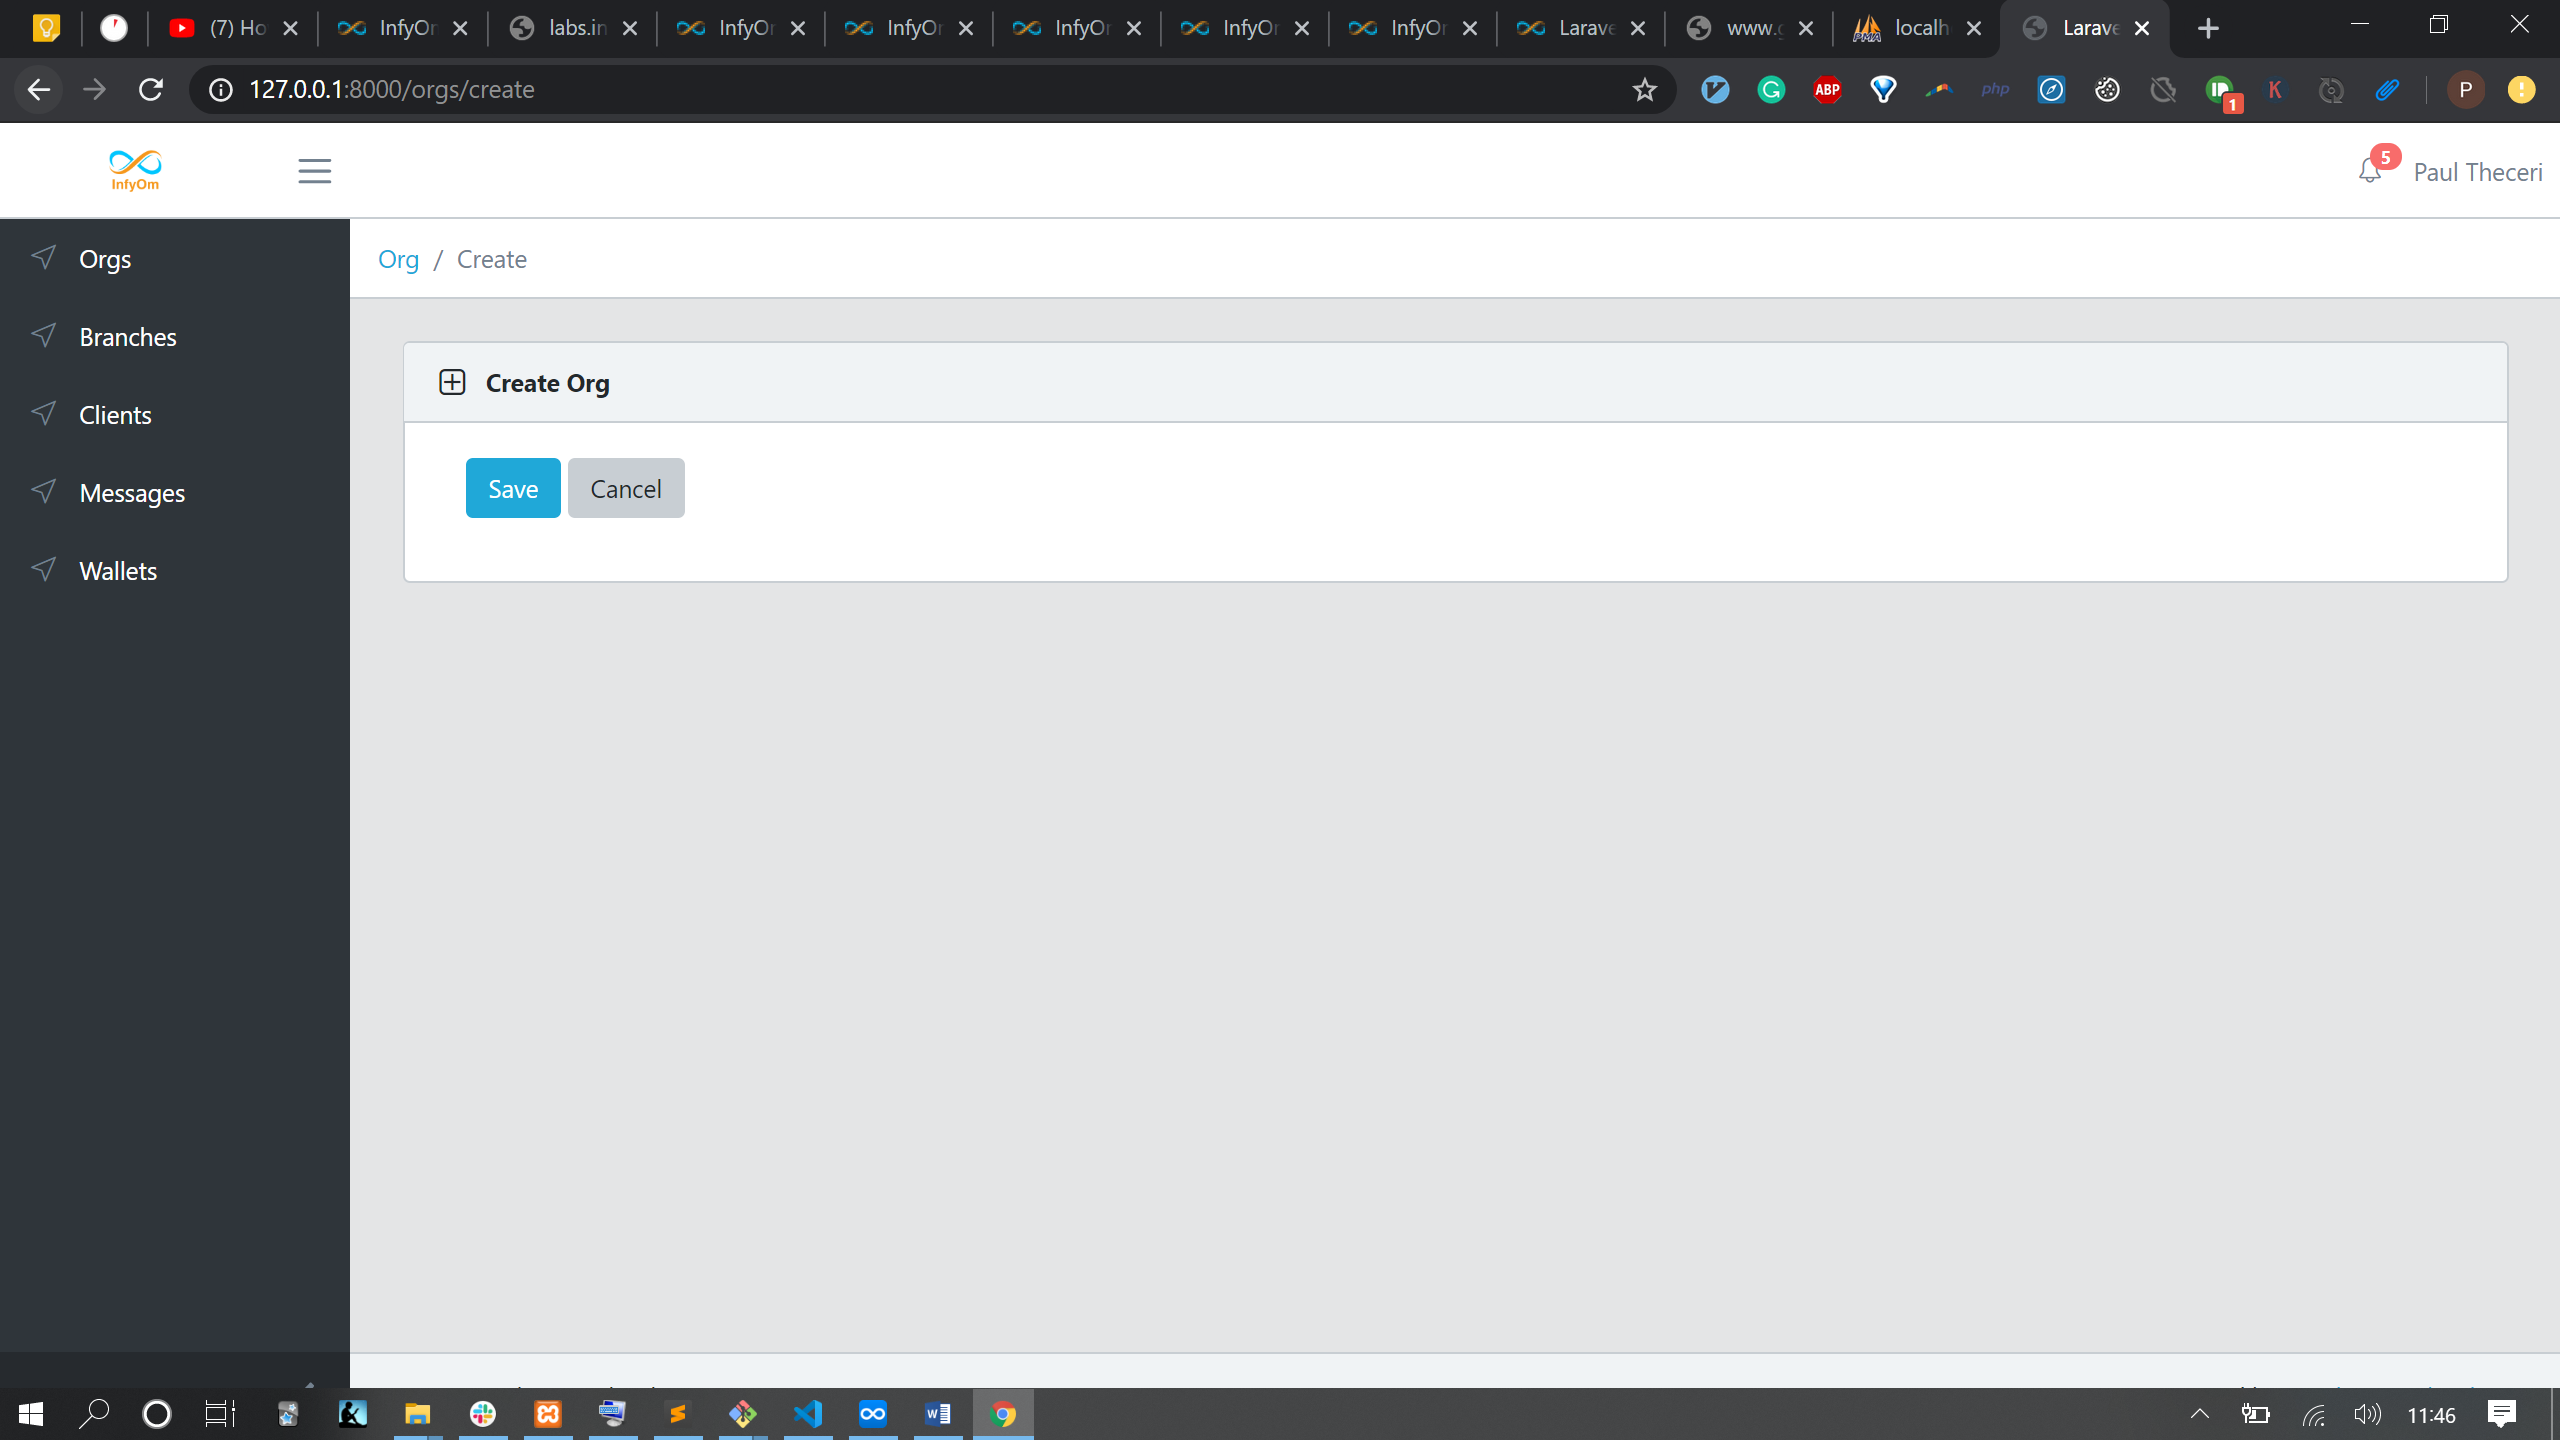 (7) Ho
InfyOr
labs.in
InfyOr
InfyOr
InfyOr
InfyOr
InfyOr
Larave
www.g
localh
Larave
127.0.0.1:8000/orgs/create
ABP
php
1
K
P
InfyOm
5
Paul Theceri
Orgs
Branches
Clients
Messages
Wallets
Org / Create
Create Org
Save Cancel
11:46